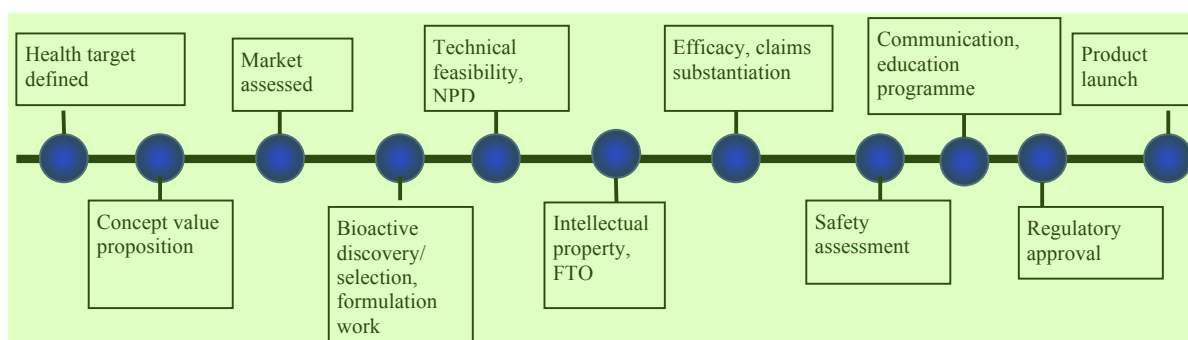 Health target
defined
Concept value
proposition
Market
assessed
Bioactive
discovery/
selection,
formulation
work
Technical
feasibility,
NPD
Intellectual
property,
FTO
Efficacy, claims
substantiation
Safety
assessment
Communication,
education
programme
Regulatory
approval
Product
launch